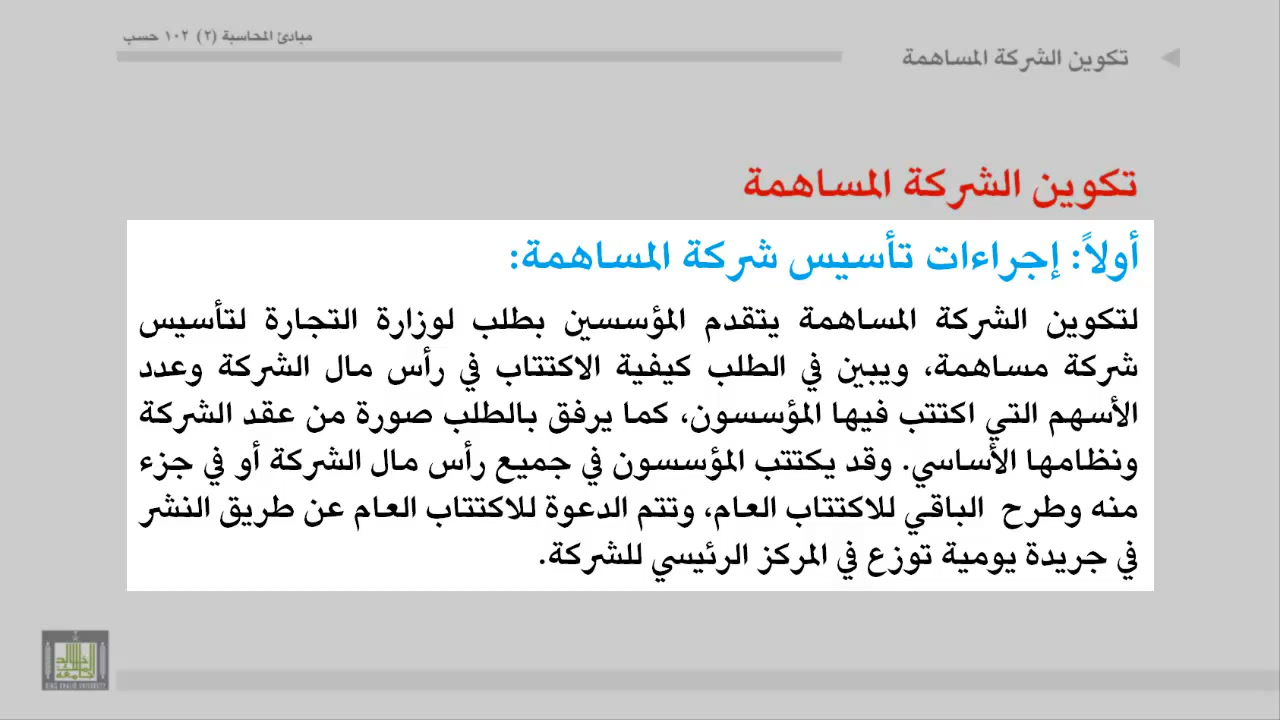 مبادئ المحاسبة (٢) ١٠٢ حسب
تكوين الشركة المساهمة
تكوين الشركة المساهمة
أولاً: إجراءات تأسيس شركة المساهمة:
لتكوين الشركة المساهمة يتقدم المؤسسين بطلب لوزارة التجارة لتأسيس
شركة مساهمة، ويبين في الطلب كيفية الاكتتاب في رأس مال الشركة وعدد
الأسهم التي اكتتب فيها المؤسسون، كما يرفق بالطلب صورة من عقد الشركة
ونظامها الأساسي. وقد يكتتب المؤسسون في جميع رأس مال الشركة أو في جزء
منه وطرح الباقي للاكتتاب العام، وتتم الدعوة للاكتتاب العام عن طريق النشر
في جريدة يومية توزع في المركز الرئيسي للشركة.
KING KHALID UNIVERSITY